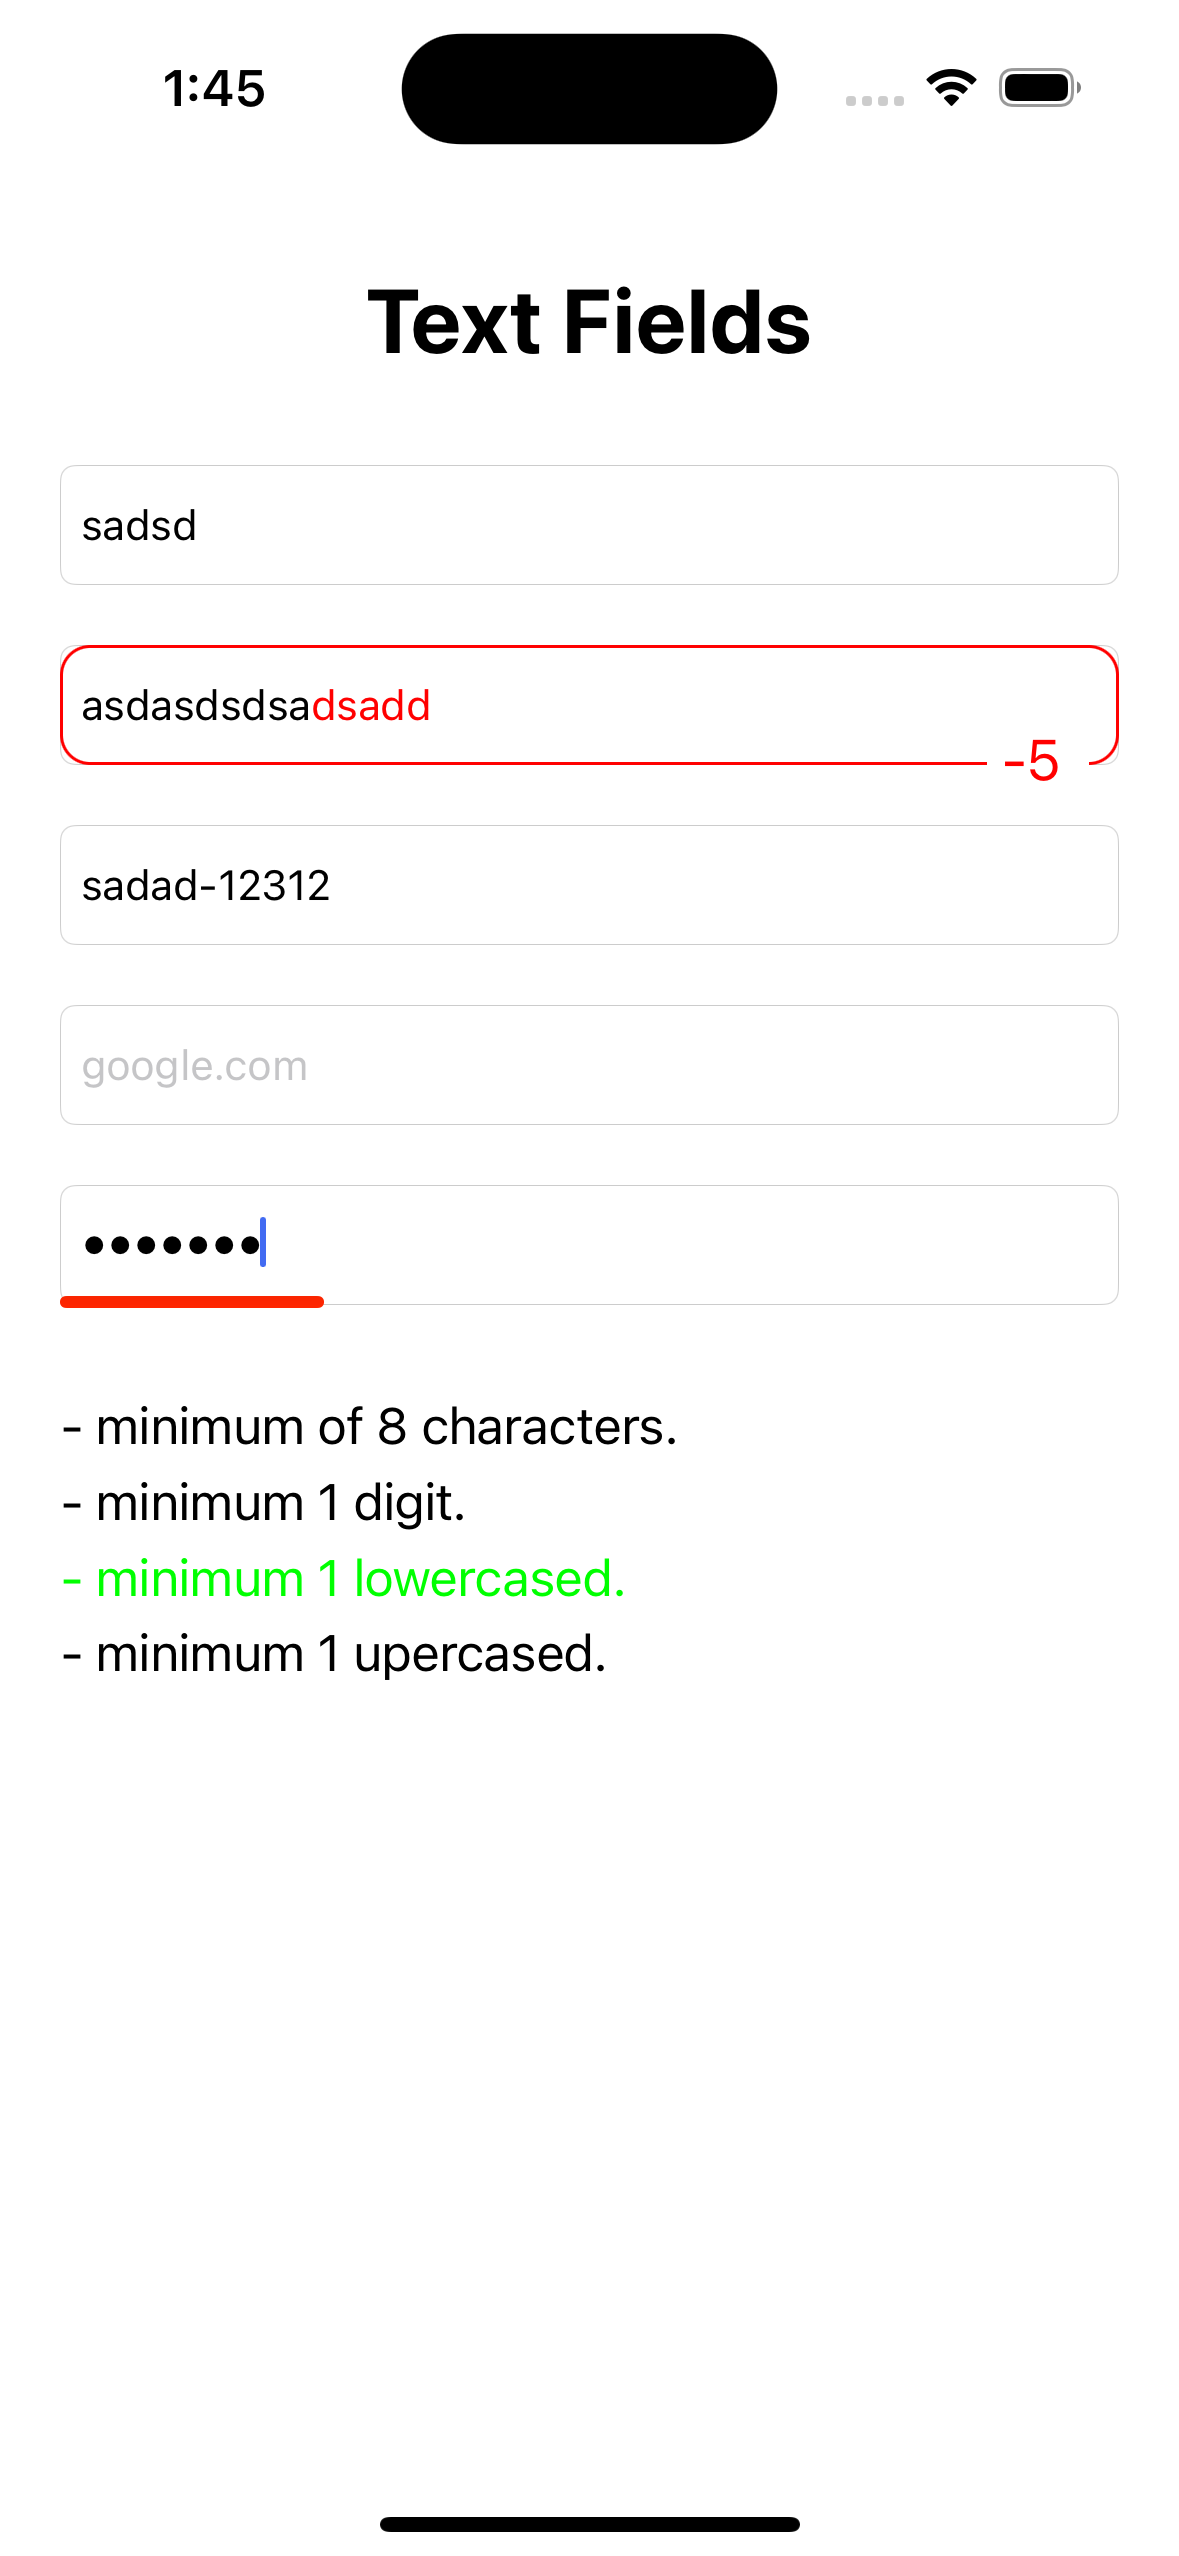 1:45
Text Fields
sadsd
asdasdsdsadsadd
-5
sadad-12312
google.com
•••••••
- minimum of 8 characters.
- minimum 1 digit.
- minimum 1 lowercased.
- minimum 1 upercased.